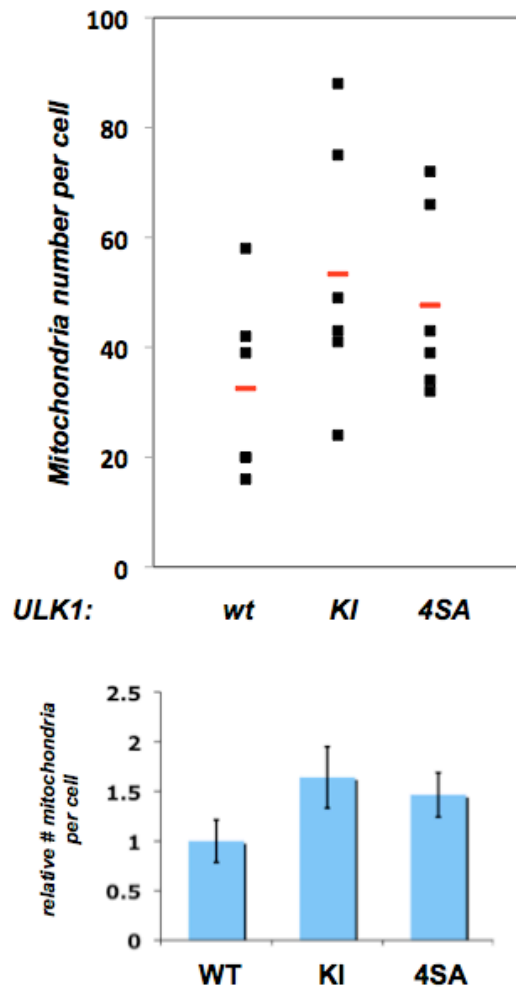 100
80
60
40
20
0
Mitochondria number per cell
ULK1: wt KI 4SA
2.5
2
1.5
1
0.5
0
relative # mitochondria
per cell
WT KI 4SA